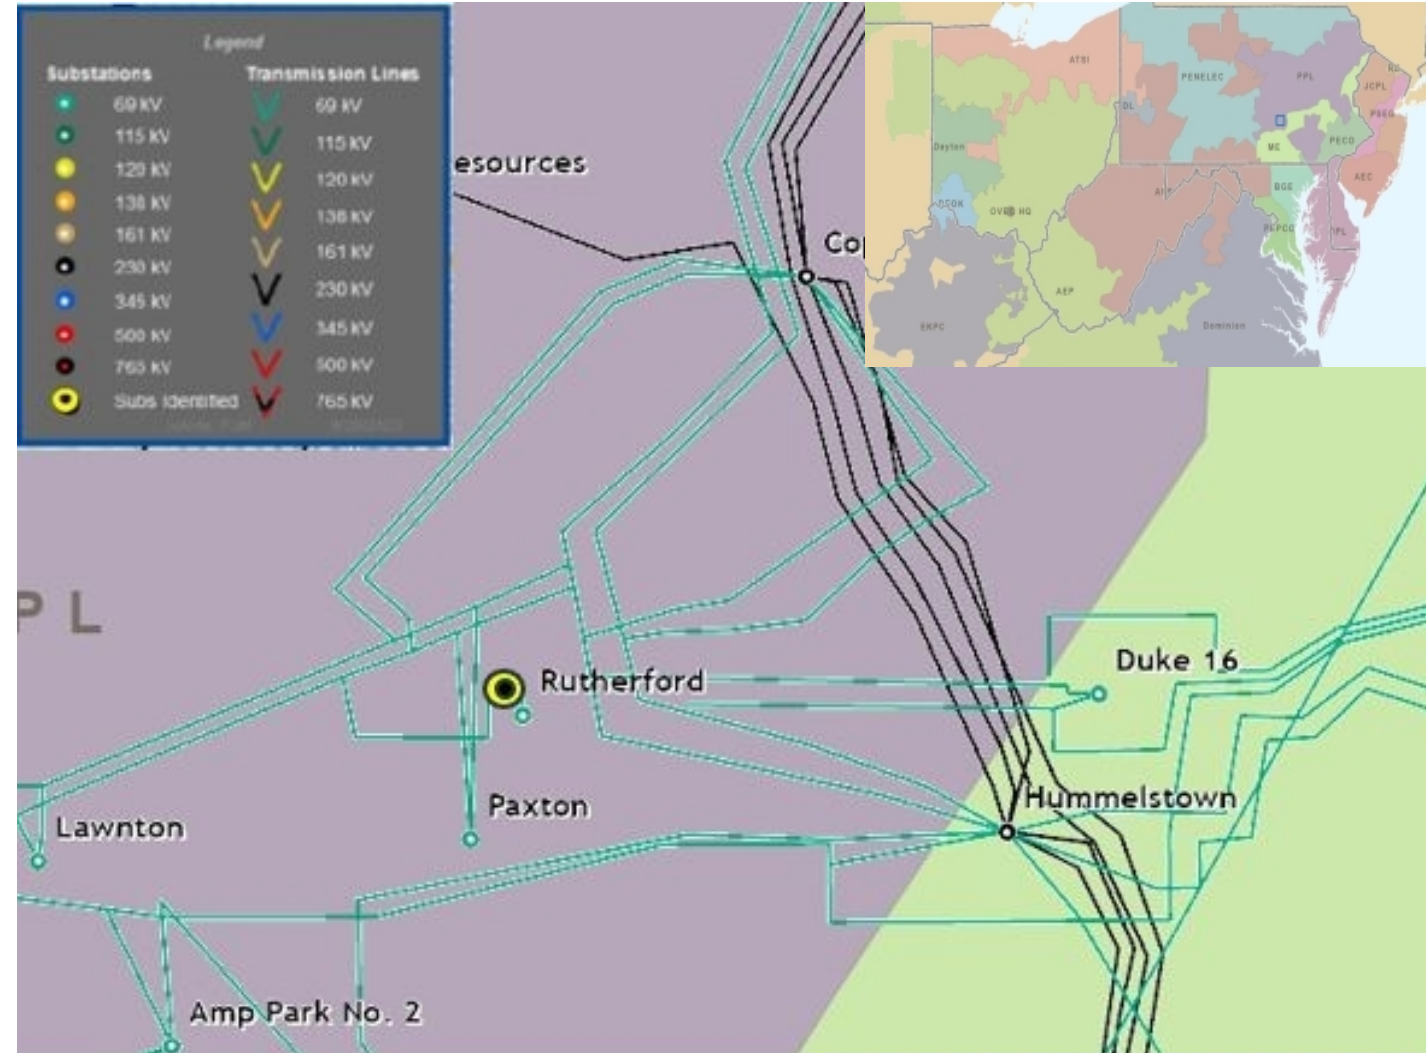 Legend
Substations
Transmission Lines
69 kV
69 kV
115 kV
115 kV
120 kV
120 kV
138 kV
138 kV
161 kV
161 kV
230 kV
230 kV
345 kV
345 kV
500 kV
500 kV
765 kV
765 kV
Subs Identified
ATSI
PENELEC
PPL
JCPL
DL
PSEG
PECO
ME
Dayton
AEC
BGE
OVEC HQ
PEPCO
DPL
AEP
EKPC
Dominion
esources
Co
PL
Duke 16
Rutherford
Hummelstown
Paxton
Lawnton
Amp Park No. 2